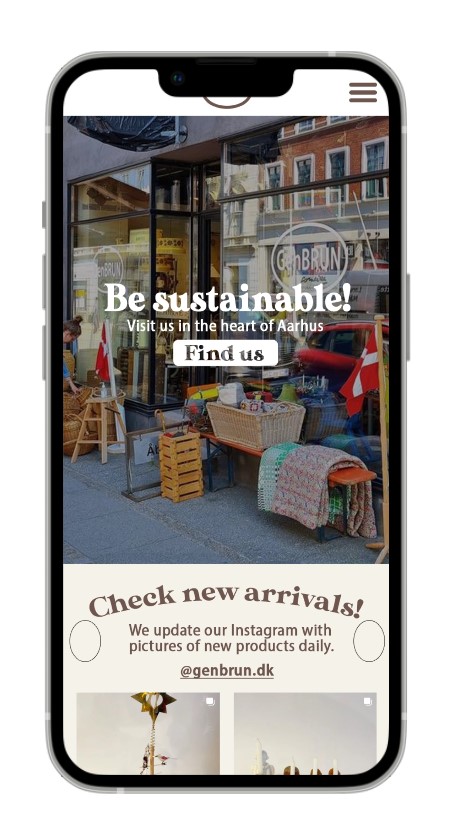 GenBRUN
GenBRUN
Be sustainable!
Visit us in the heart of Aarhus
Find us
Check new arrivals!
We update our Instagram with
pictures of new products daily.
@genbrun.dk